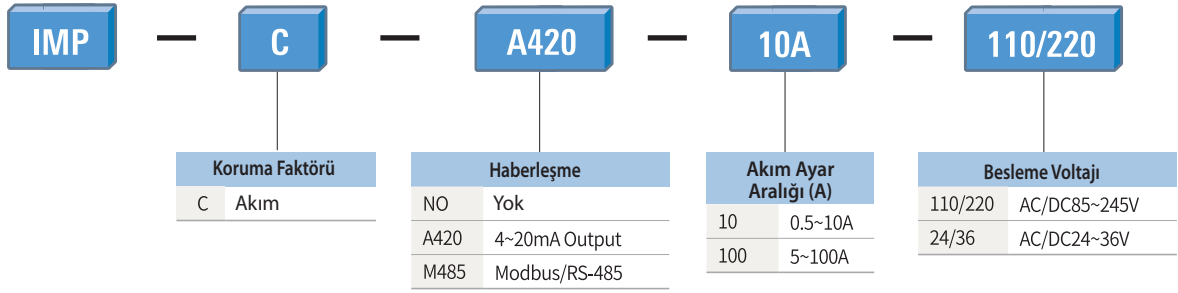 IMP — C — A420 — 10A — 110/220
Koruma Faktörü
C Akım
Haberleşme
NO Yok
A420 4~20mA Output
M485 Modbus/RS-485
Akım Ayar
Aralığı (A)
10 0.5~10A
100 5~100A
Besleme Voltajı
110/220 AC/DC85~245V
24/36 AC/DC24~36V